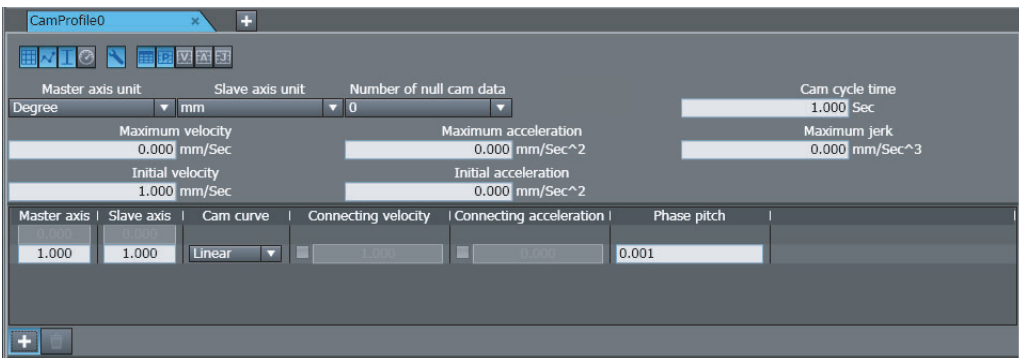 CamProfile0 × +
P V A J
Master axis unit Slave axis unit Number of null cam data Cam cycle time
Degree mm 0 1.000 Sec
Maximum velocity Maximum acceleration Maximum jerk
0.000 mm/Sec 0.000 mm/Sec^2 0.000 mm/Sec^3
Initial velocity Initial acceleration
1.000 mm/Sec 0.000 mm/Sec^2
Master axis Slave axis Cam curve Connecting velocity Connecting acceleration Phase pitch
0.000 0.000
1.000 1.000 Linear 1.000 0.000 0.001
+